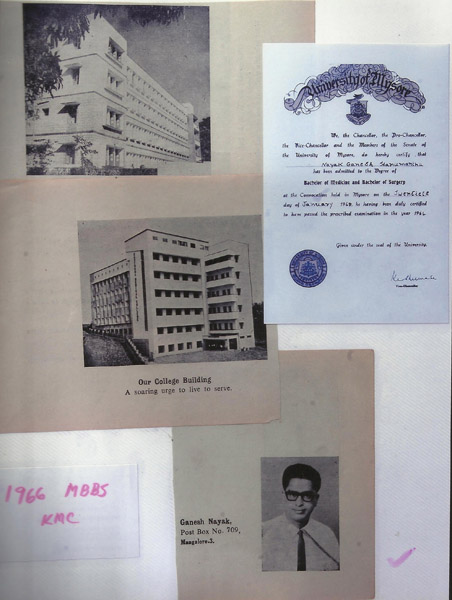 University of Mysore
We, the Chancellor, the Pro-Chancellor,
the Vice-Chancellor and the Members of the Senate of
the University of Mysore, do hereby certify that
Nayak Ganesh
has been admitted to the Degree of
Bachelor of Medicine and Bachelor of Surgery
at the Convocation held in Mysore on the Twentieth
day of January 1968, he having been duly certified
to have passed the prescribed examination in the year 1966.
Given under the seal of the University.
Vice-Chancellor
Our College Building
A soaring urge to live to serve.
1966 MBBS
KMC
Ganesh Nayak,
Post Box No. 709,
Mangalore-3.